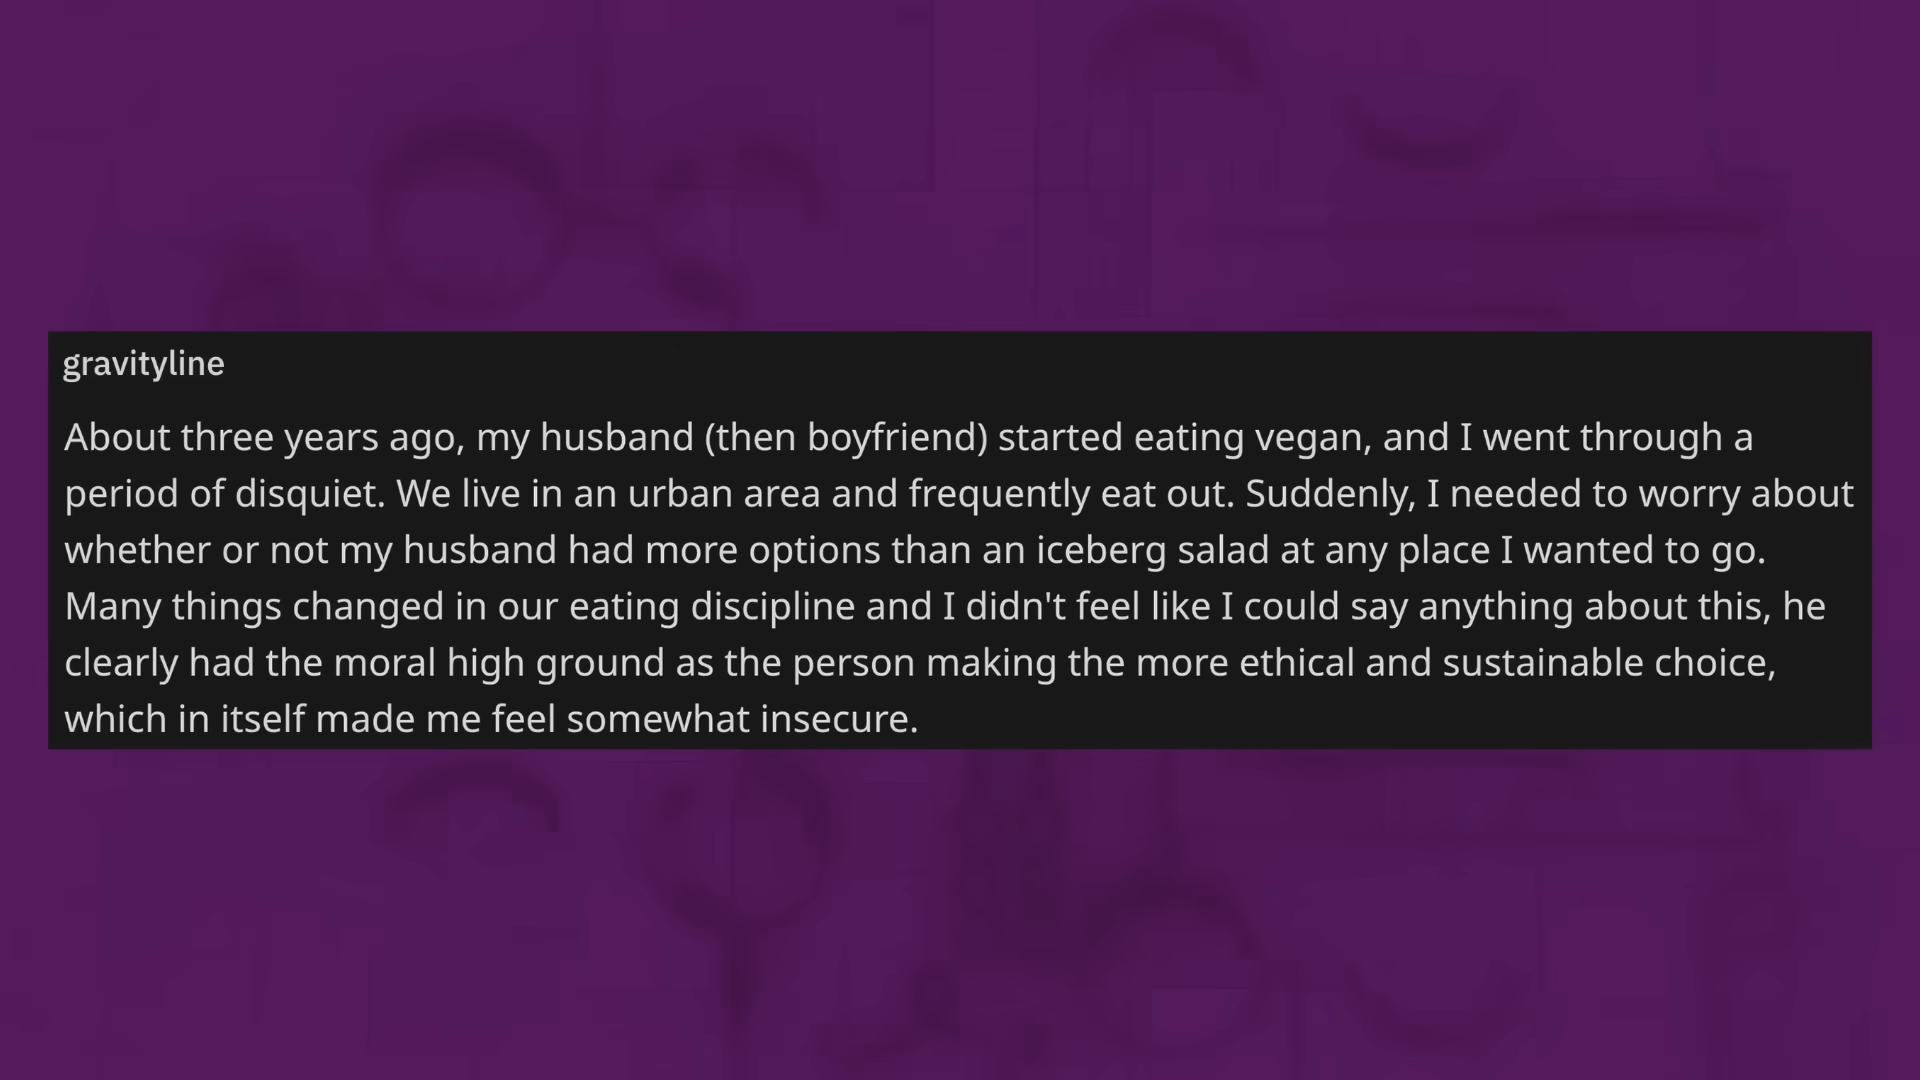 gravityline
About three years ago, my husband (then boyfriend) started eating vegan, and I went through a
period of disquiet. We live in an urban area and frequently eat out. Suddenly, I needed to worry about
whether or not my husband had more options than an iceberg salad at any place I wanted to go.
Many things changed in our eating discipline and I didn't feel like I could say anything about this, he
clearly had the moral high ground as the person making the more ethical and sustainable choice,
which in itself made me feel somewhat insecure.